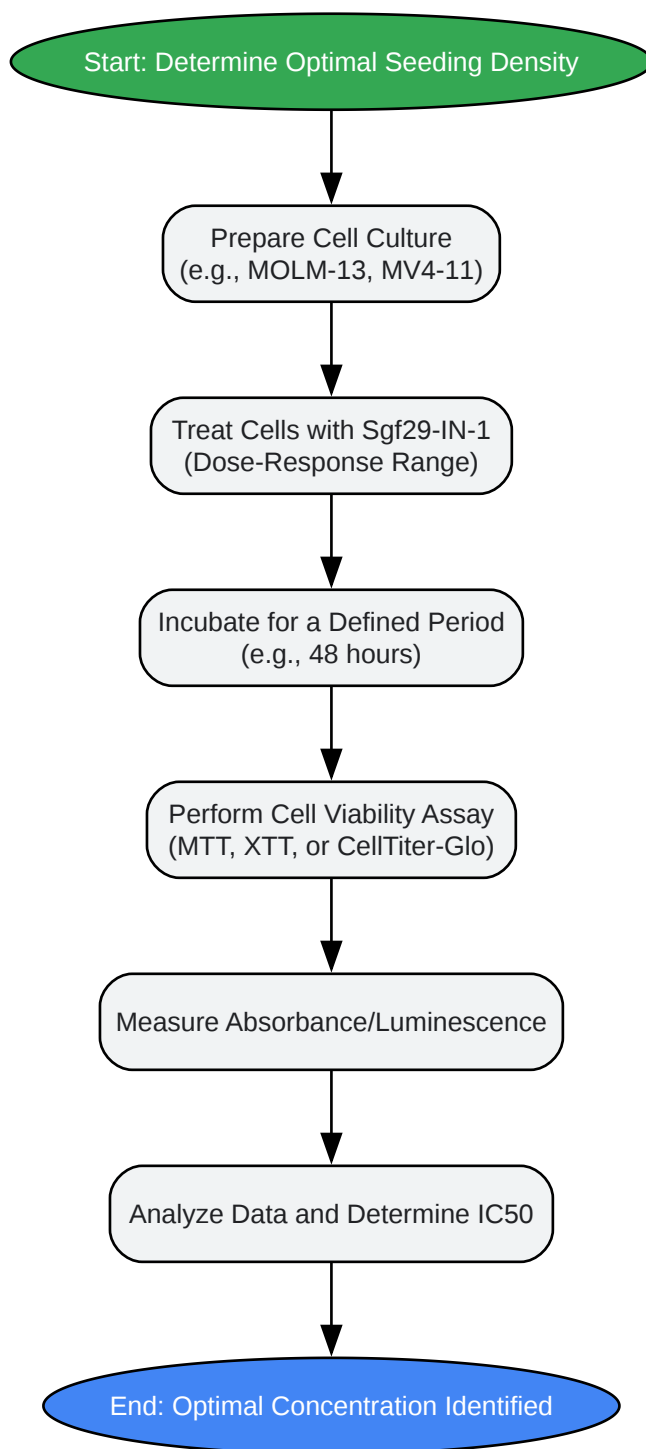 Start: Determine Optimal Seeding Density
Prepare Cell Culture
(e.g., MOLM-13, MV4-11)
Treat Cells with Sgf29-IN-1
(Dose-Response Range)
Incubate for a Defined Period
(e.g., 48 hours)
Perform Cell Viability Assay
(MTT, XTT, or CellTiter-Glo)
Measure Absorbance/Luminescence
Analyze Data and Determine IC50
End: Optimal Concentration Identified